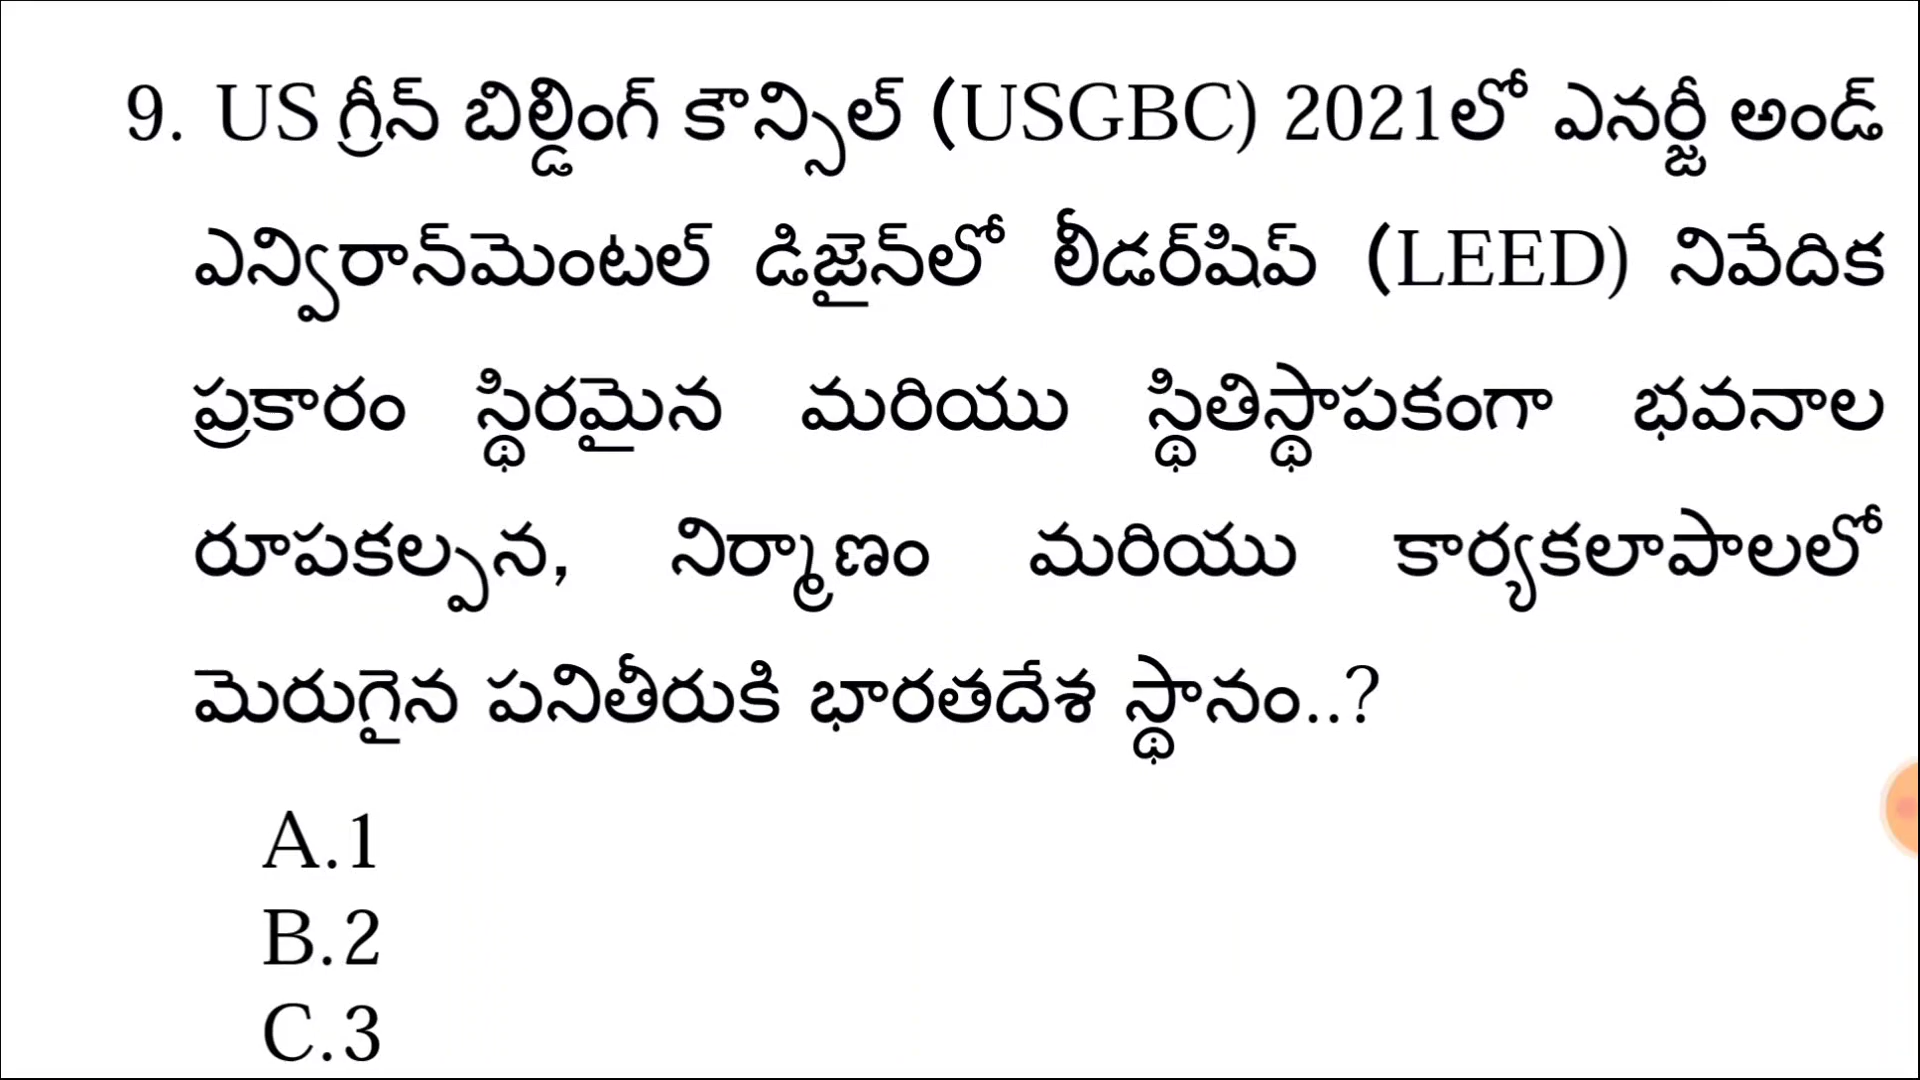 9. US గ్రీన్ బిల్డింగ్ కౌన్సిల్ (USGBC) 2021లో ఎనర్జీ అండ్
ఎన్విరాన్‌మెంటల్ డిజైన్‌లో లీడర్‌షిప్ (LEED) నివేదిక
ప్రకారం స్థిరమైన మరియు స్థితిస్థాపకంగా భవనాల
రూపకల్పన, నిర్మాణం మరియు కార్యకలాపాలలో
మెరుగైన పనితీరుకి భారతదేశ స్థానం..?
A.1
B.2
C.3